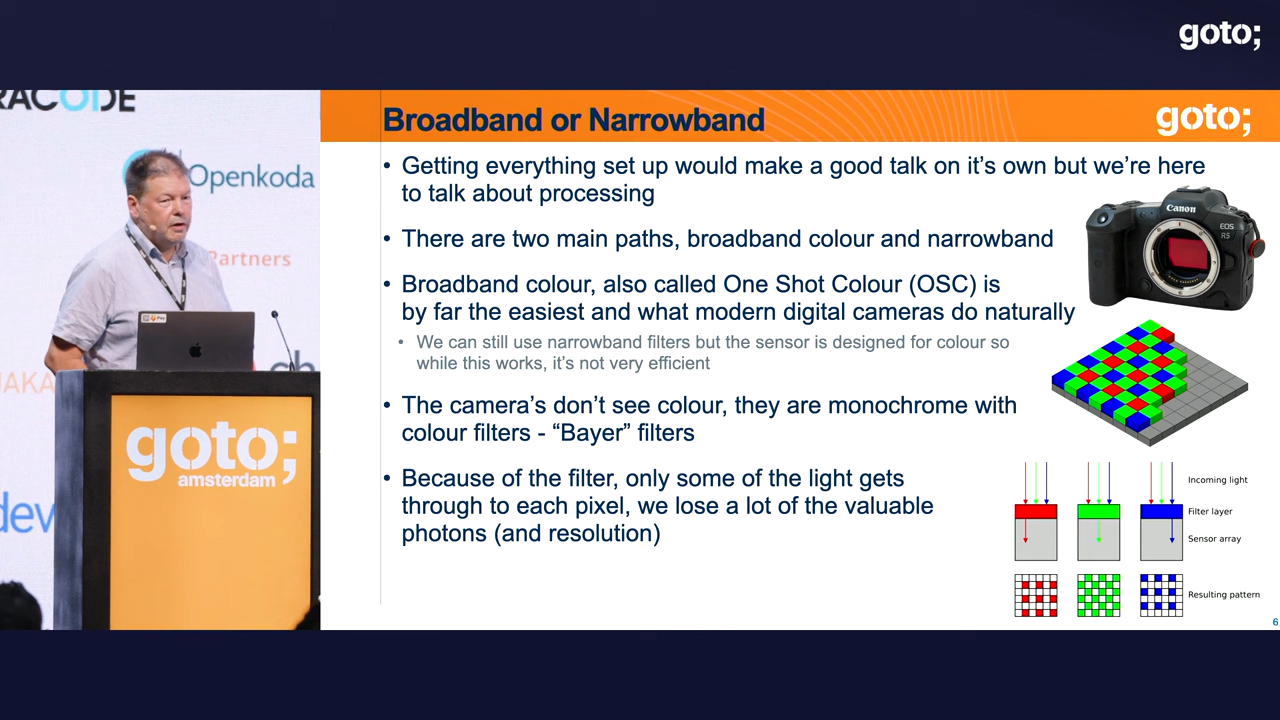 goto;
Openkoda
Partners
goto;
amsterdam
dev
Broadband or Narrowband
goto;
• Getting everything set up would make a good talk on it’s own but we’re here
to talk about processing
• There are two main paths, broadband colour and narrowband
• Broadband colour, also called One Shot Colour (OSC) is
by far the easiest and what modern digital cameras do naturally
• We can still use narrowband filters but the sensor is designed for colour so
while this works, it’s not very efficient
• The camera’s don’t see colour, they are monochrome with
colour filters - “Bayer” filters
• Because of the filter, only some of the light gets
through to each pixel, we lose a lot of the valuable
photons (and resolution)
Canon
EOS
R5
Incoming light
Filter layer
Sensor array
Resulting pattern
6